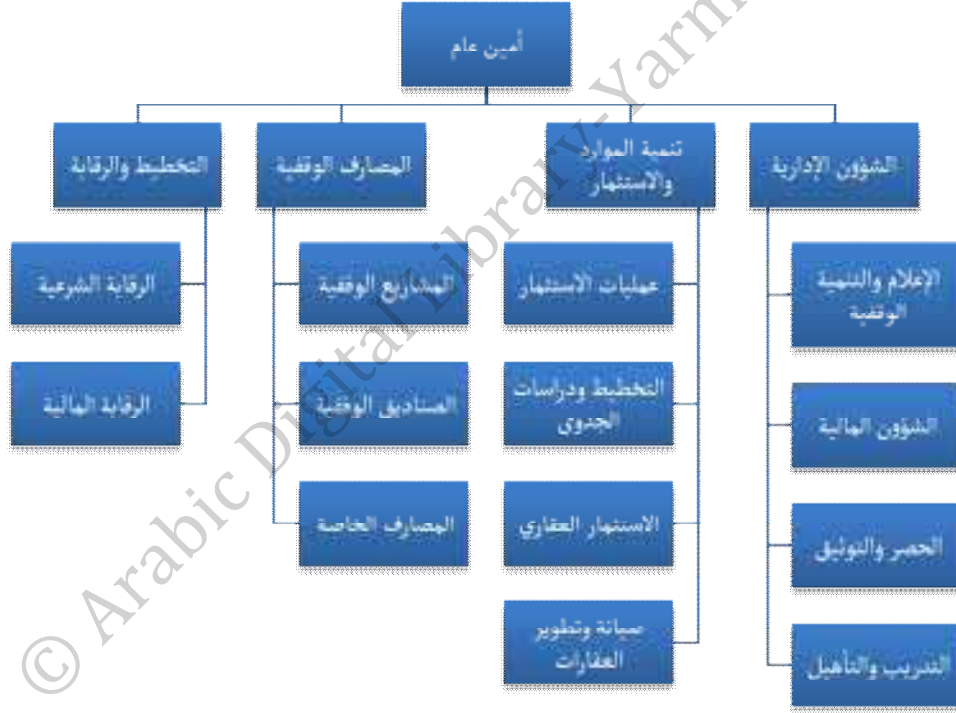 أمين عام
الشؤون الإدارية
تنمية الموارد
والاستثمار
المصارف الوقفية
التخطيط والرقابة
الإعلام والتنمية
الوقفية
عمليات الاستثمار
المشاريع الوقفية
الرقابة الشرعية
الشؤون المالية
التخطيط ودراسات
الجدوى
الصناديق الوقفية
الرقابة المالية
الحصر والتوثيق
الاستثمار العقاري
المصارف الخاصة
التدريب والتأهيل
صيانة وتطوير
العقارات
© Arabic Digital Library-Yarm